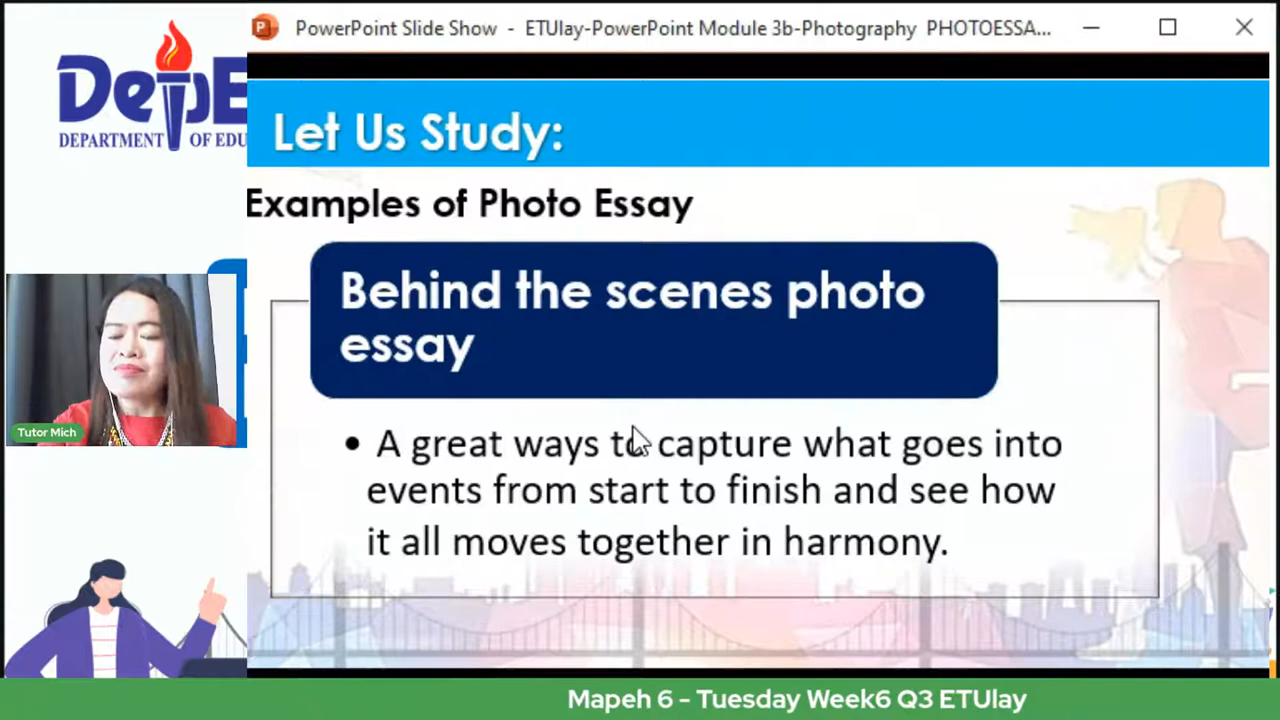 PowerPoint Slide Show - ETUlay-PowerPoint Module 3b-Photography PHOTOESSA...
DepE
DEPARTMENT OF EDU
Let Us Study:
Examples of Photo Essay
Behind the scenes photo
essay
• A great ways to capture what goes into
events from start to finish and see how
it all moves together in harmony.
Tutor Mich
Mapeh 6 - Tuesday Week6 Q3 ETUlay